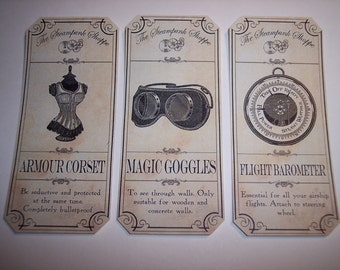 The Steampunk Shoppe
ARMOUR CORSET
Be seductive and protected
at the same time.
Completely bulletproof
The Steampunk Shoppe
MAGIC GOGGLES
To see through walls. Only
suitable for wooden and
concrete walls.
The Steampunk Shoppe
FLIGHT BAROMETER
Essential for all your airship
flights. Attach to steering
wheel.